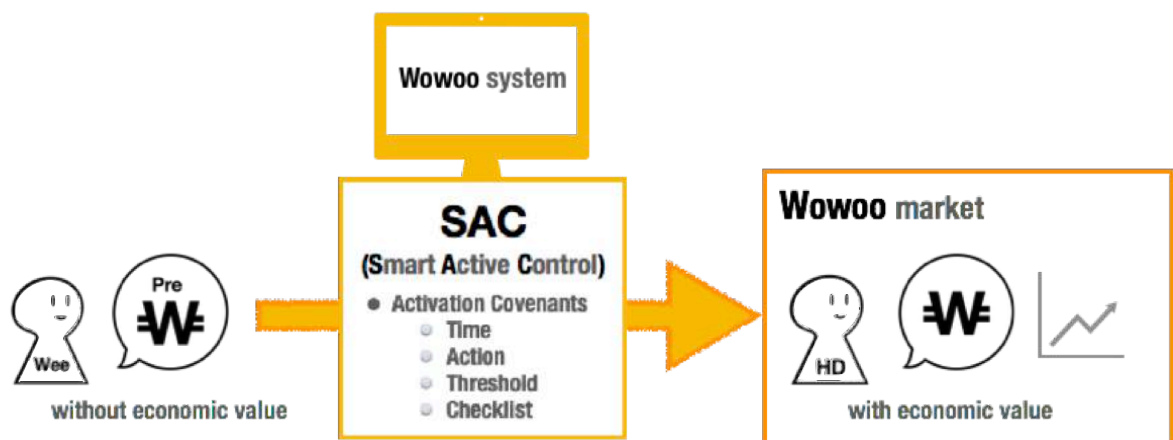 Wowoo system
SAC
(Smart Active Control)
● Activation Covenants
Time
Action
Threshold
Checklist
Pre
W
Wee
without economic value
Wowoo market
W
HD
with economic value